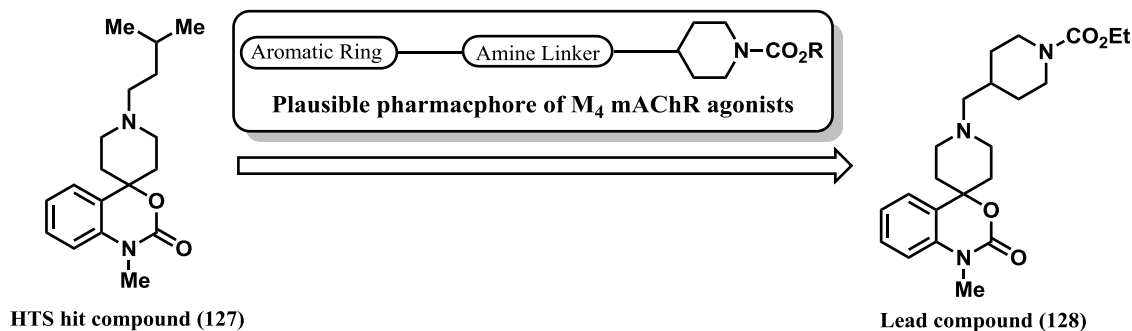 Me
Me
N
O
N
O
Me
HTS hit compound (127)
Aromatic Ring
Amine Linker
N–CO₂R
Plausible pharmacphore of M₄ mAChR agonists
CO₂Et
N
N
O
N
O
Me
Lead compound (128)